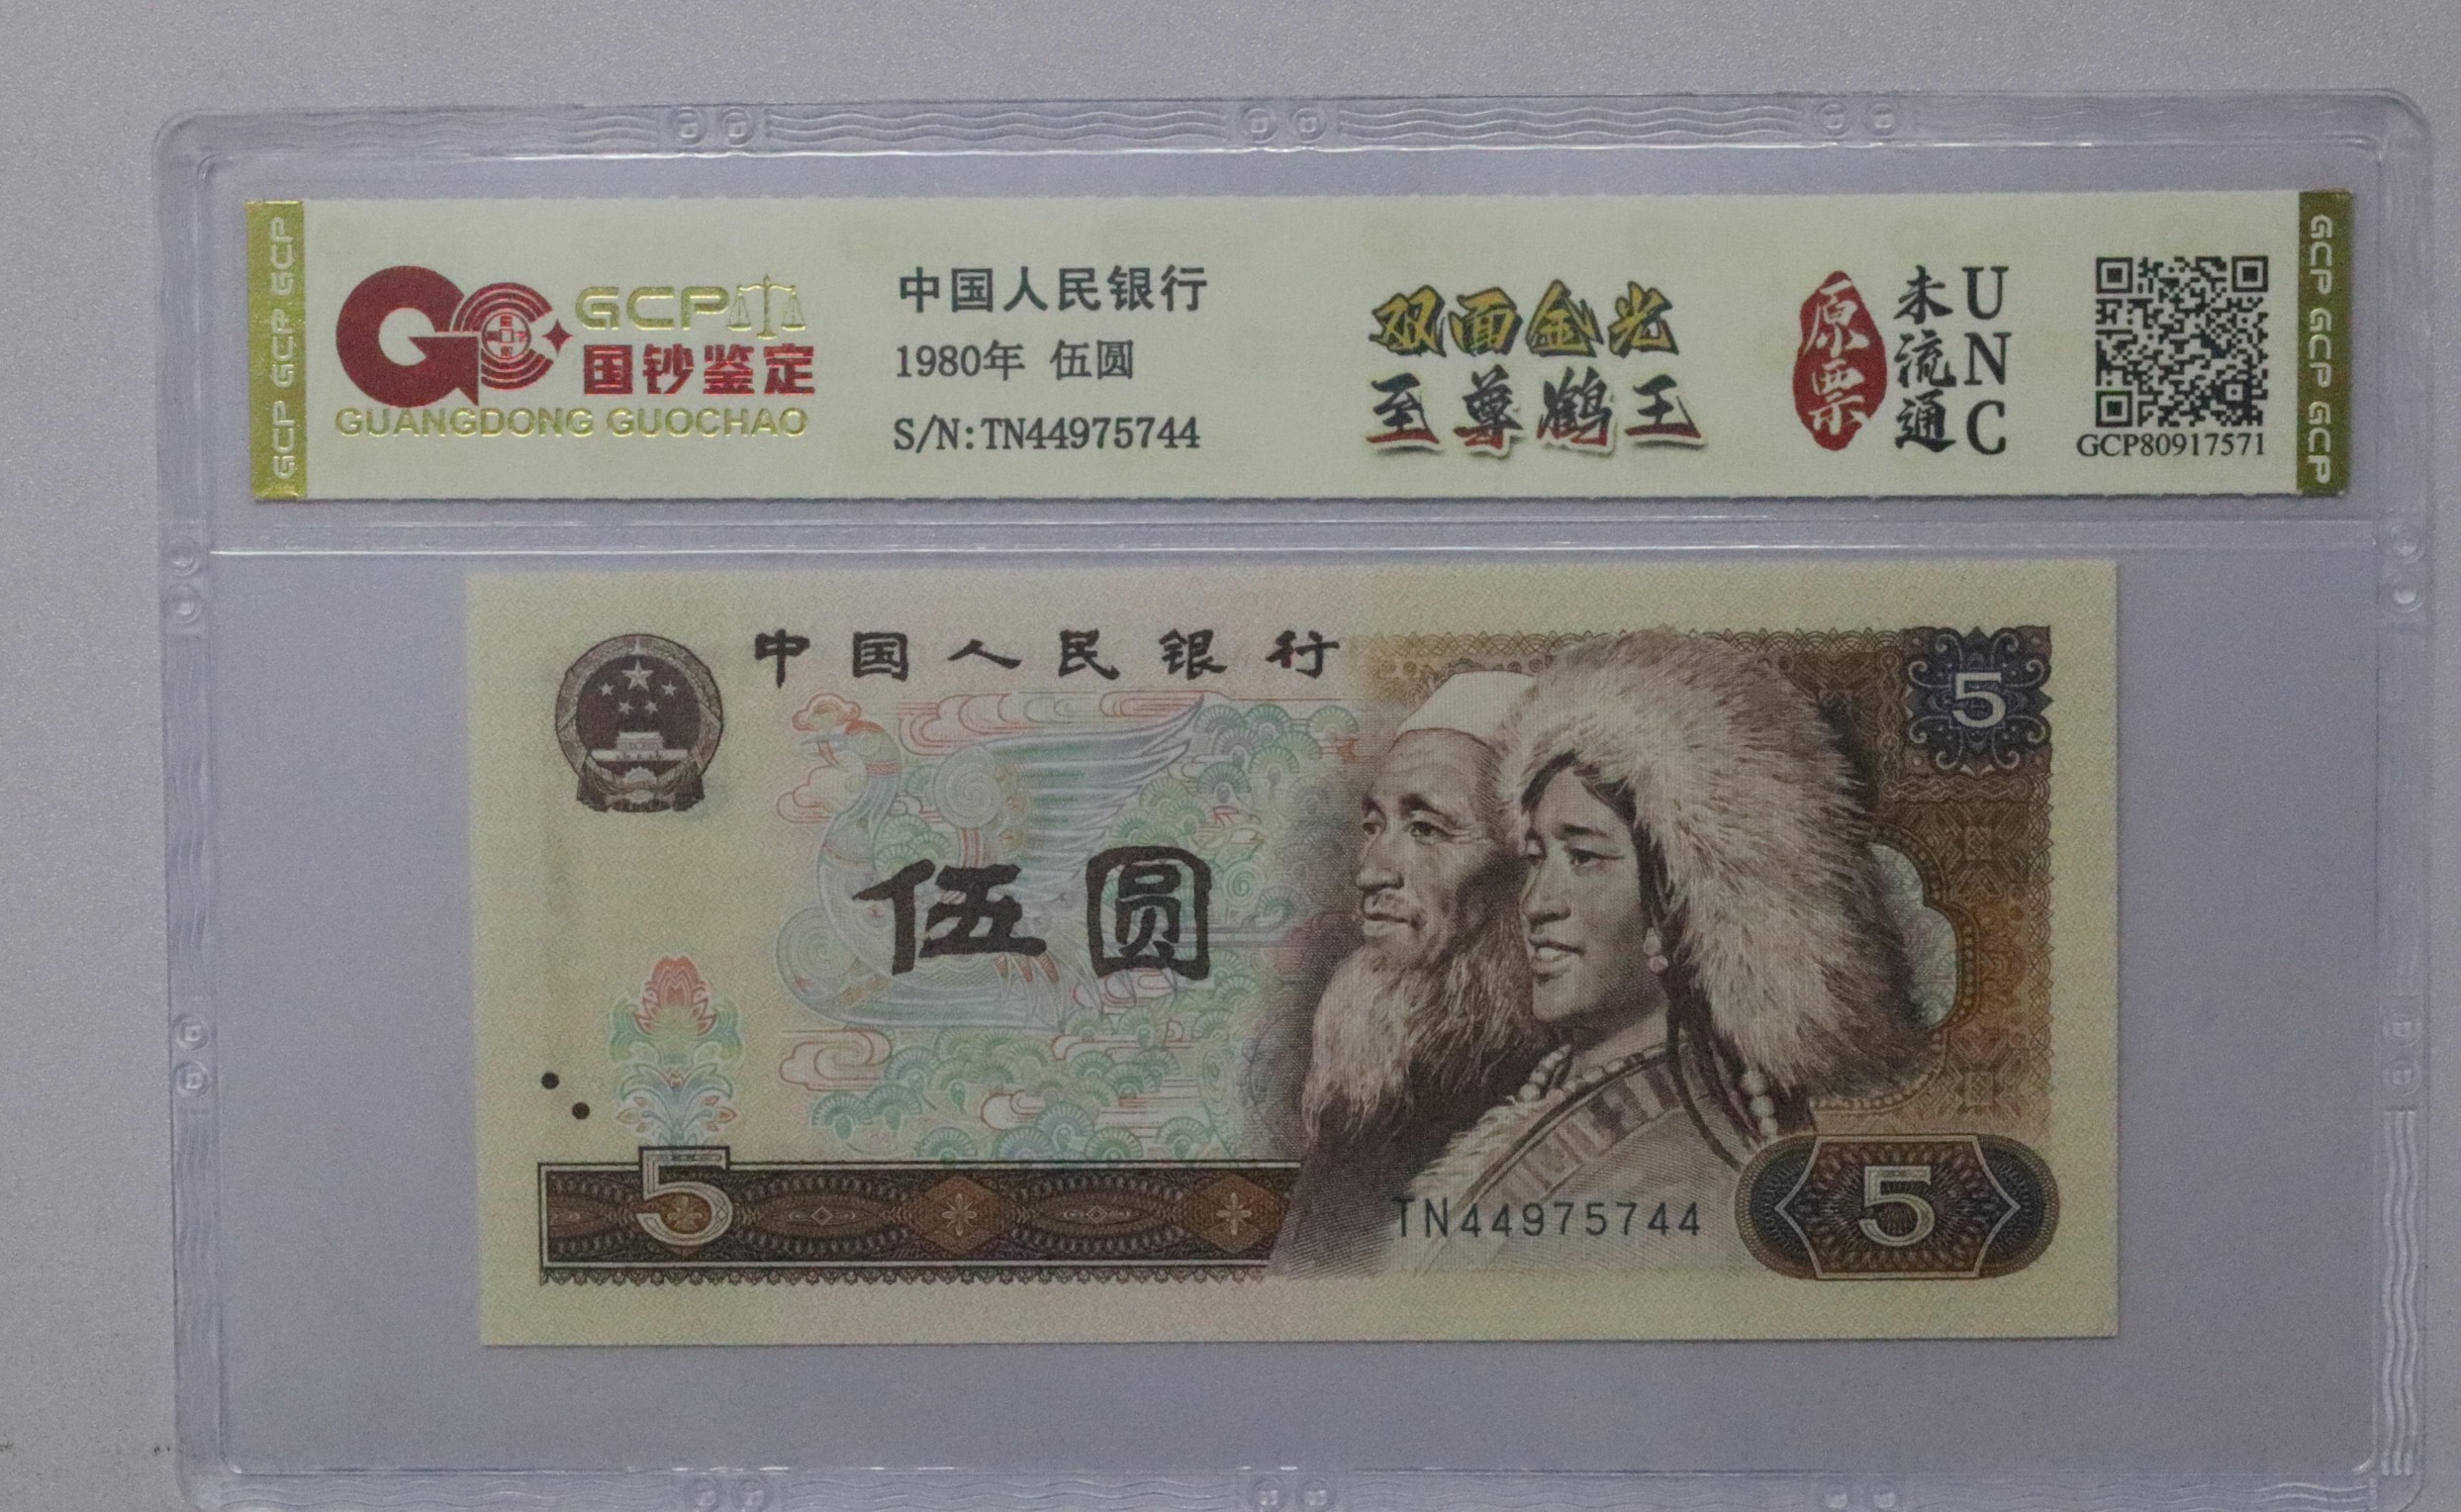 GCP GCP GCP
GCP
国钞鉴定
GUANGDONG GUOCHAO
中国人民银行
1980年 伍圆
S/N:TN44975744
双面金光
至尊鹤王
原票
未流通
UNC
GCP80917571
GCP GCP GCP
中国人民银行
5
伍圆
5
TN44975744
5